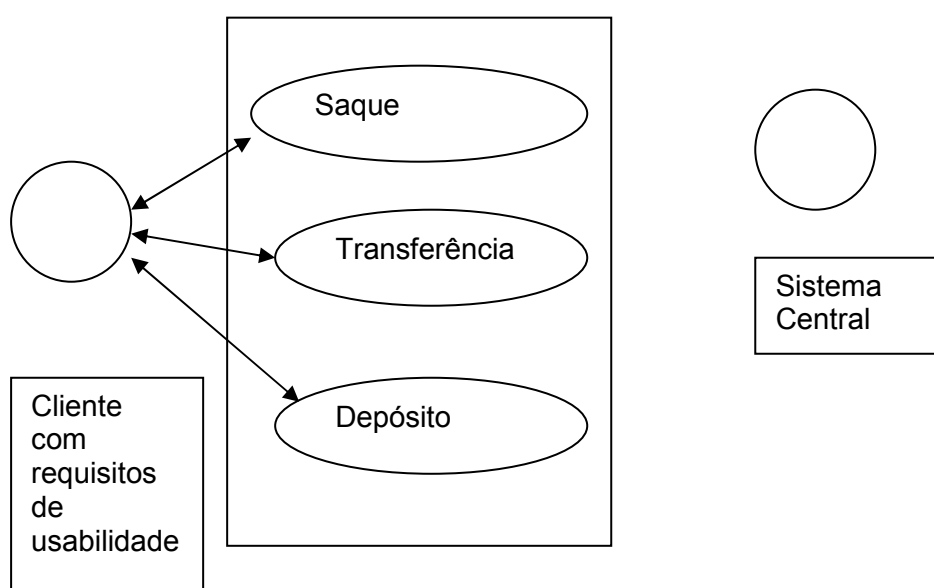 Saque
Transferência
Depósito
Cliente
com
requisitos
de
usabilidade
Sistema
Central